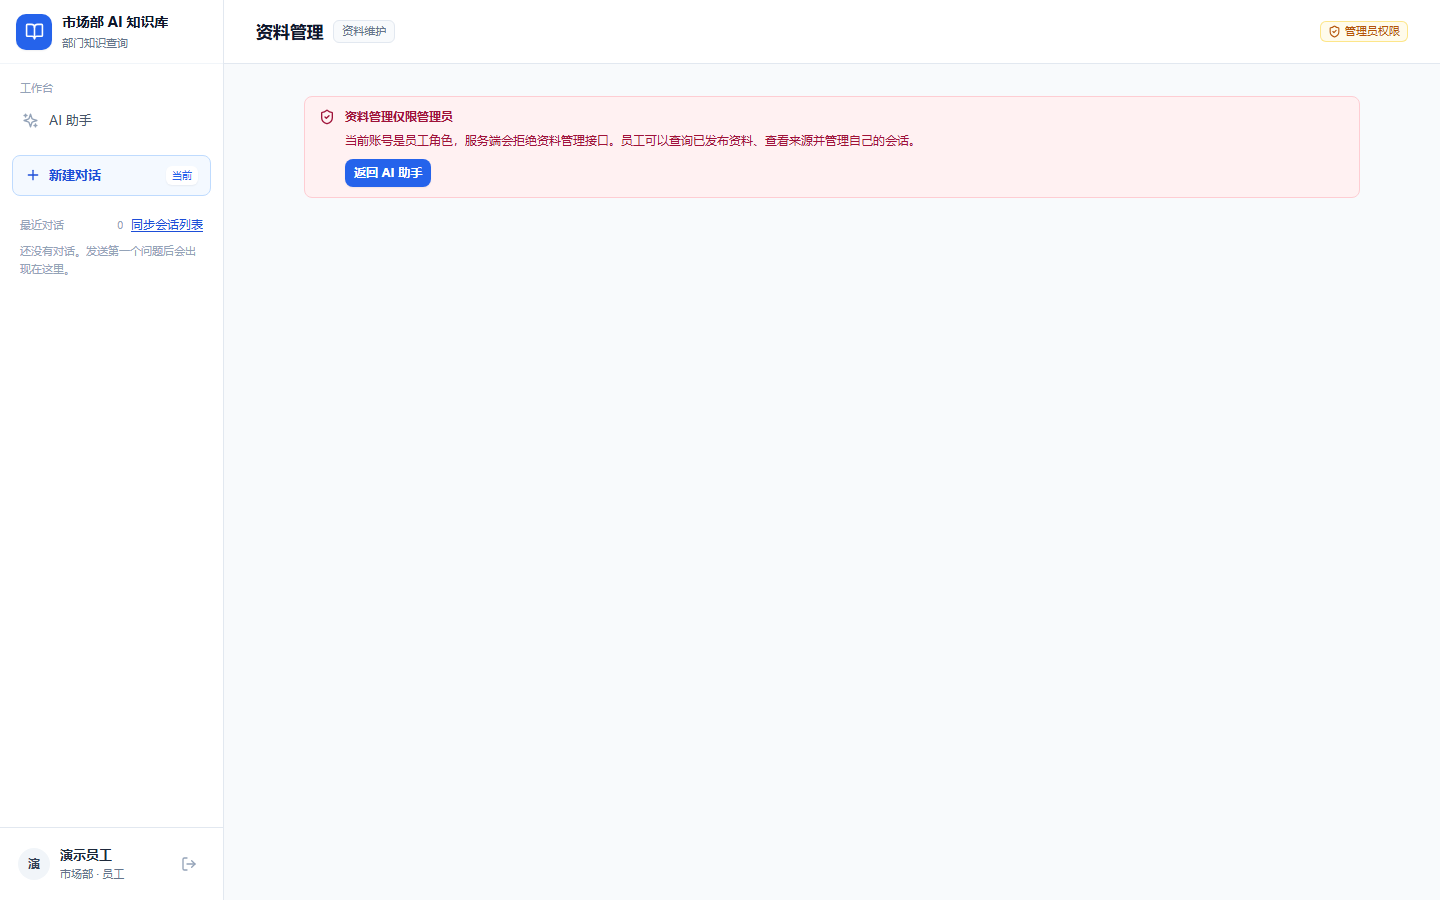 市场部 AI 知识库
部门知识查询
工作台
AI 助手
新建对话 当前
最近对话 0 同步会话列表
还没有对话。发送第一个问题后会出
现在这里。
演 演示员工
市场部 · 员工
资料管理 资料维护
管理员权限
资料管理仅限管理员
当前账号是员工角色，服务端会拒绝资料管理接口。员工可以查询已发布资料、查看来源并管理自己的会话。
返回 AI 助手